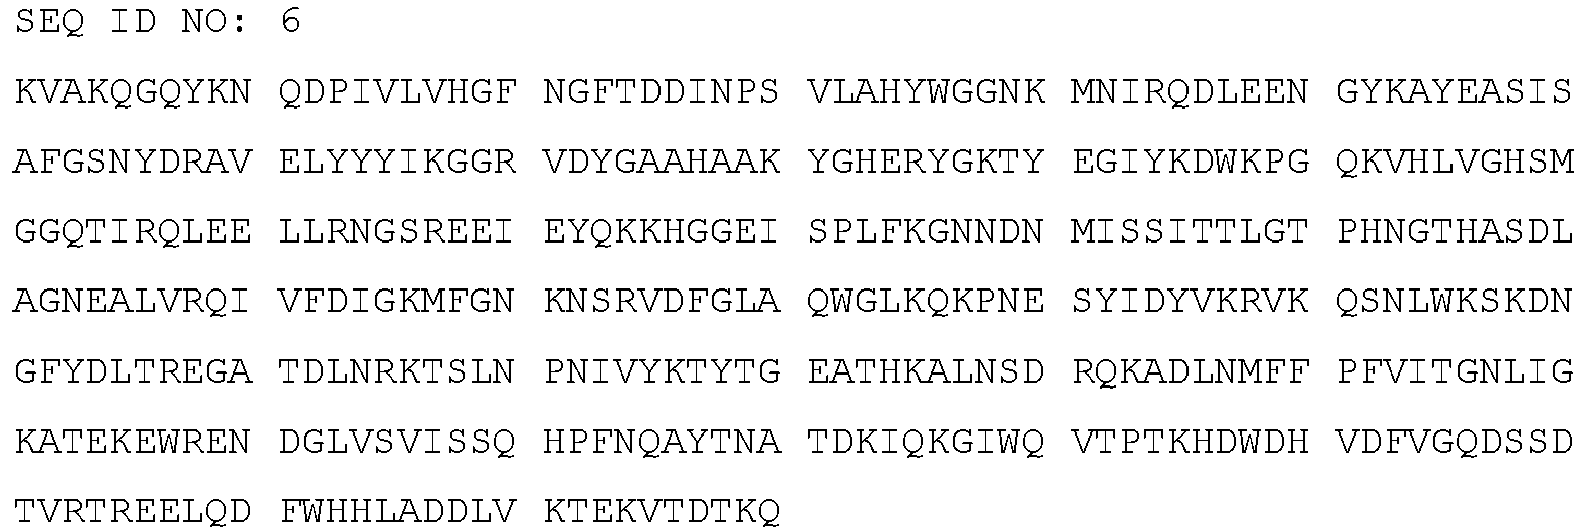 SEQ ID NO: 6
KVAKQGQYKN QDPIVLVHGF NGFTDDINPS VLAHYWGGNK MNIRQDLEEN GYKAYEASIS
AFGSNYDRAV ELYYYIKGGR VDYGAAHAAK YGHERYGKTY EGIYKDWKPG QKVHLVGHSM
GGQTIRQLEE LLRNGSREEI EYQKKHGGEI SPLFKGNNDN MISSITTLGT PHNGTHASDL
AGNEALVRQI VFDIGKMFGN KNSRVDFGLA QWGLKQKPNE SYIDYVKRVK QSNLWKSKDN
GFYDLTREGA TDLNRKTSLN PNIVYKTYTG EATHKALNSD RQKADLNMFF PFVITGNLIG
KATEKEWREN DGLVSVISSQ HPFNQAYTNA TDKIQKGIWQ VTPTKHDWDH VDFVGQDSSD
TVRTREELQD FWHHLADDLV KTEKVTDTKQ